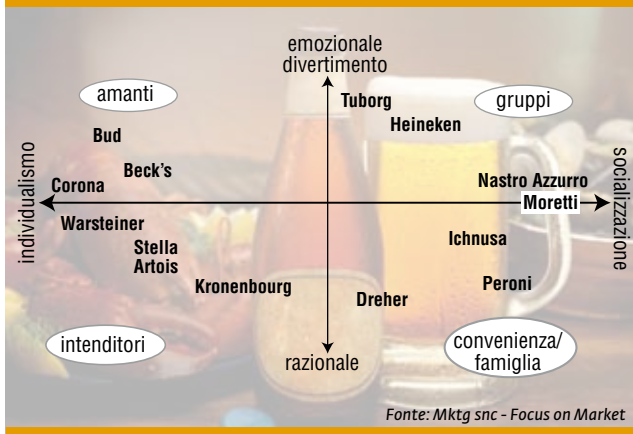 emozionale
divertimento
amanti
gruppi
Tuborg
Heineken
Bud
Beck's
Corona
Nastro Azzurro
Moretti
individualismo
socializzazione
Warsteiner
Stella
Artois
Ichnusa
Kronenbourg
Peroni
Dreher
intenditori
razionale
convenienza/
famiglia
Fonte: Mktg snc - Focus on Market